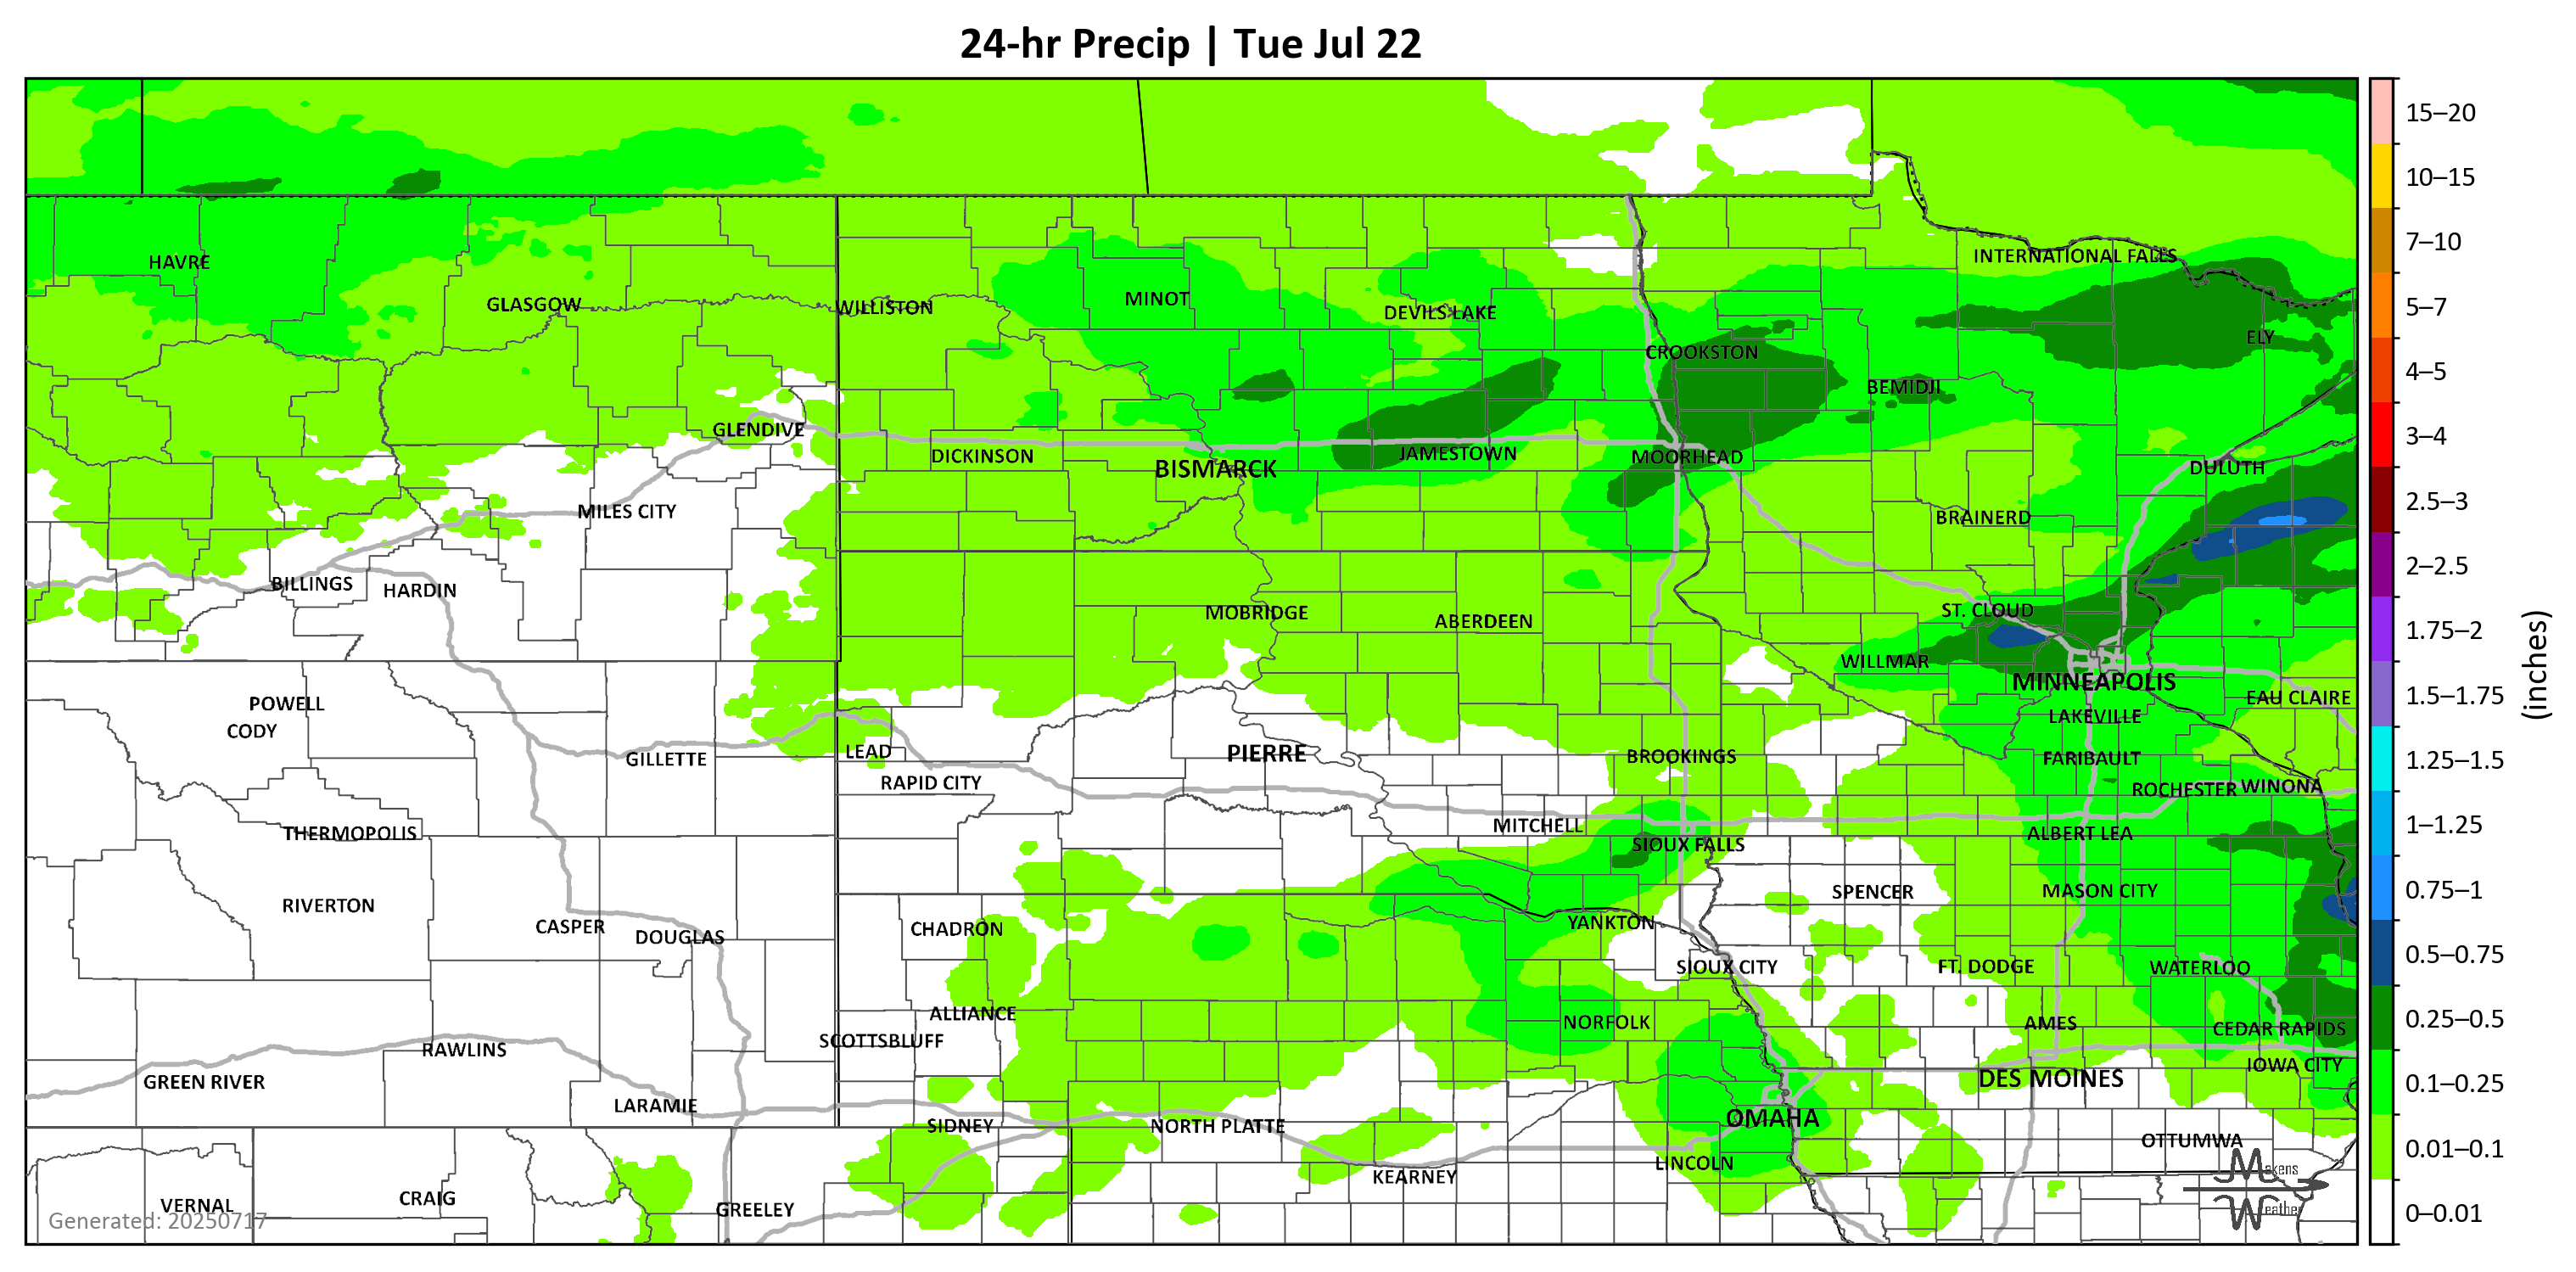 24-hr Precip | Tue Jul 22
15–20
10–15
7–10
5–7
4–5
3–4
2.5–3
2–2.5
1.75–2
1.5–1.75
1.25–1.5
1–1.25
0.75–1
0.5–0.75
0.25–0.5
0.1–0.25
0.01–0.1
0–0.01
(inches)
INTERNATIONAL FALLS
HAVRE
MINOT
GLASGOW
WILLISTON
DEVILS LAKE
ELY
CROOKSTON
BEMIDJI
GLENDIVE
DICKINSON
JAMESTOWN
MOORHEAD
BISMARCK
DULUTH
MILES CITY
BRAINERD
BILLINGS
HARDIN
MOBRIDGE
ABERDEEN
ST. CLOUD
WILLMAR
MINNEAPOLIS
EAU CLAIRE
POWELL
LAKEVILLE
CODY
LEAD
PIERRE
BROOKINGS
GILLETTE
FARIBAULT
RAPID CITY
ROCHESTER
WINONA
THERMOPOLIS
MITCHELL
ALBERT LEA
SIOUX FALLS
SPENCER
MASON CITY
RIVERTON
CASPER
DOUGLAS
CHADRON
YANKTON
SIOUX CITY
FT. DODGE
WATERLOO
ALLIANCE
NORFOLK
AMES
CEDAR RAPIDS
SCOTTSBLUFF
RAWLINS
IOWA CITY
GREEN RIVER
DES MOINES
LARAMIE
SIDNEY
NORTH PLATTE
OMAHA
OTTUMWA
LINCOLN
KEARNEY
VERNAL
CRAIG
GREELEY
Makens
Weather
Generated: 20250717